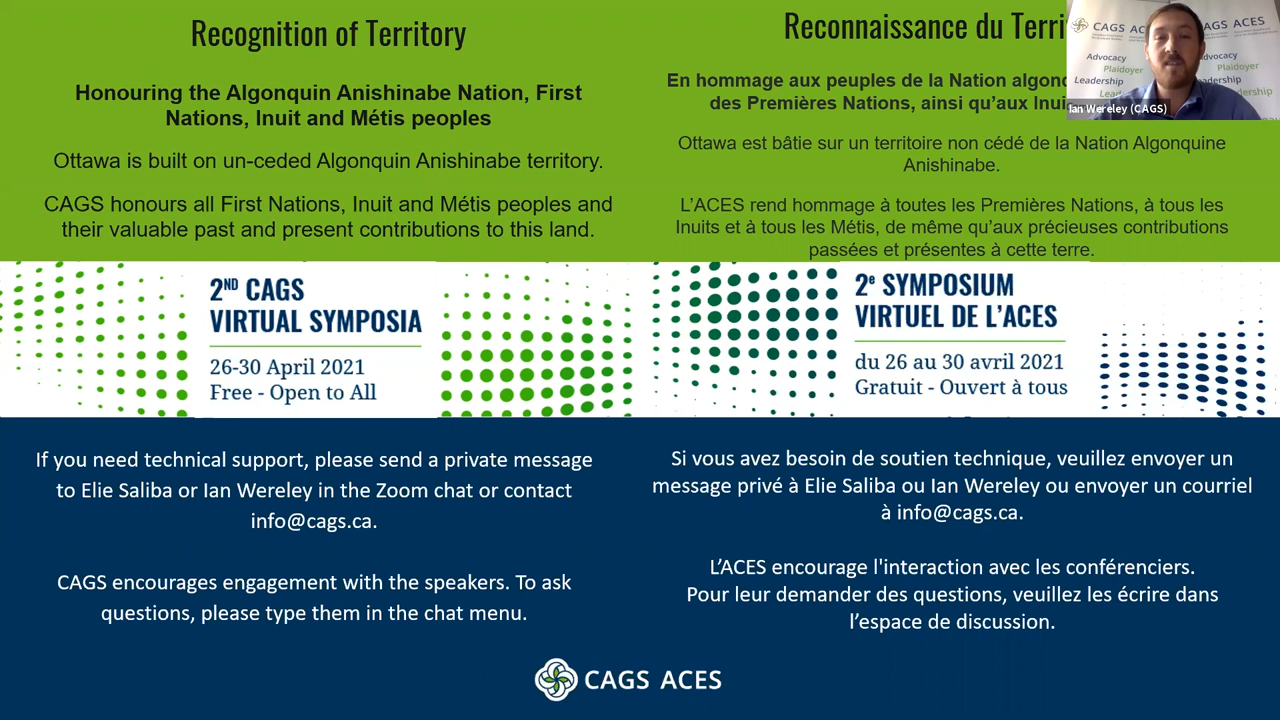 Recognition of Territory
Honouring the Algonquin Anishinabe Nation, First
Nations, Inuit and Métis peoples
Ottawa is built on un-ceded Algonquin Anishinabe territory.
CAGS honours all First Nations, Inuit and Métis peoples and
their valuable past and present contributions to this land.
Reconnaissance du Terri
En hommage aux peuples de la Nation algonq
des Premières Nations, ainsi qu'aux Inui
Ottawa est bâtie sur un territoire non cédé de la Nation Algonquine
Anishinabe.
L'ACES rend hommage à toutes les Premières Nations, à tous les
Inuits et à tous les Métis, de même qu'aux précieuses contributions
passées et présentes à cette terre.
CAGS ACES
AGS ACES
Advocacy
Plaidoyer
Leadership
Advocacy
Plaidoyer
dership
Ian Wereley (CAGS)
2ND CAGS
VIRTUAL SYMPOSIA
26-30 April 2021
Free - Open to All
2e SYMPOSIUM
VIRTUEL DE L'ACES
du 26 au 30 avril 2021
Gratuit - Ouvert à tous
If you need technical support, please send a private message
to Elie Saliba or Ian Wereley in the Zoom chat or contact
info@cags.ca.
CAGS encourages engagement with the speakers. To ask
questions, please type them in the chat menu.
Si vous avez besoin de soutien technique, veuillez envoyer un
message privé à Elie Saliba ou Ian Wereley ou envoyer un courriel
à info@cags.ca.
L'ACES encourage l'interaction avec les conférenciers.
Pour leur demander des questions, veuillez les écrire dans
l'espace de discussion.
CAGS ACES